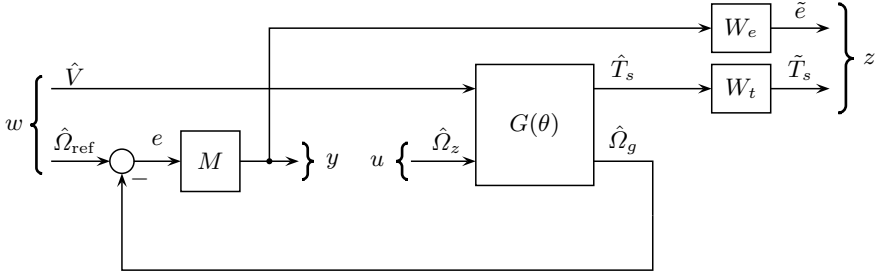 W_e
ẽ
V̂
T̂_s
W_t
T̃_s
z
w
G(θ)
Ω̂_ref
e
M
y
u
Ω̂_z
Ω̂_g
−